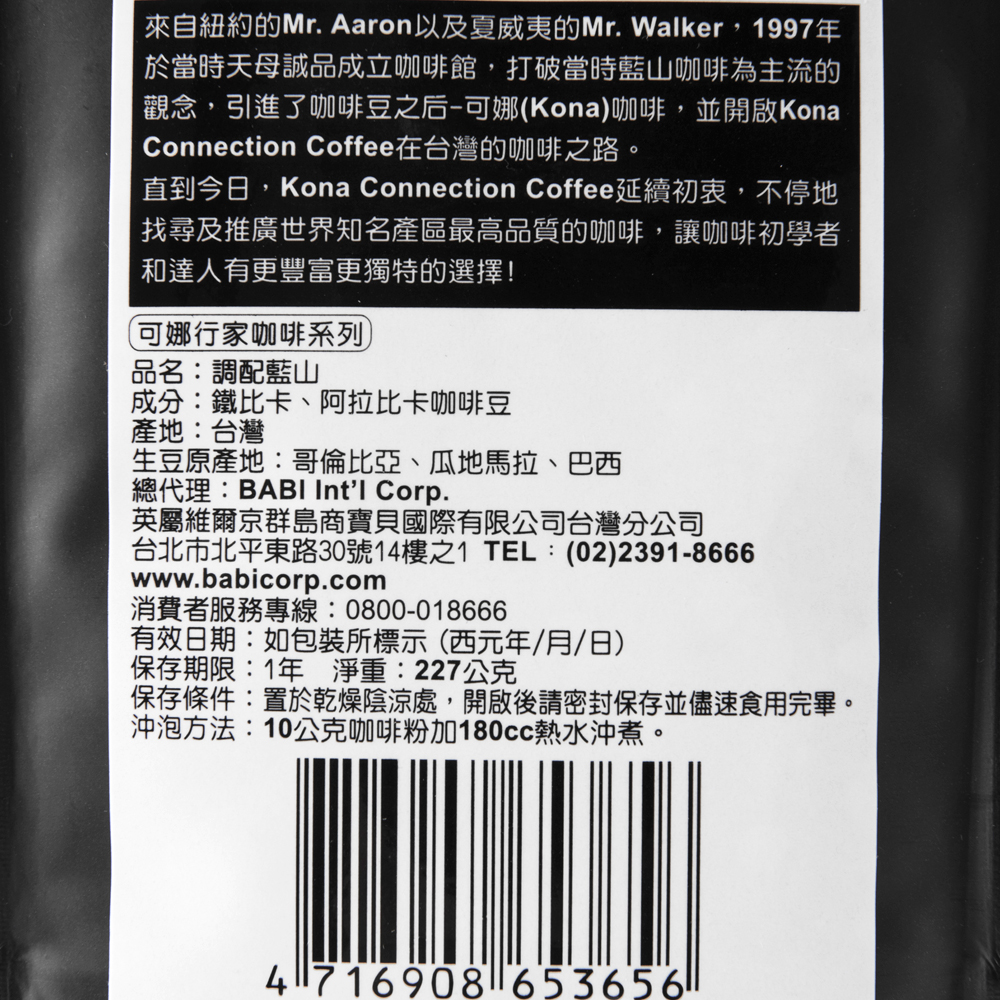 來自紐約的Mr. Aaron以及夏威夷的Mr. Walker，1997年
於當時天母誠品成立咖啡館，打破當時藍山咖啡為主流的
觀念，引進了咖啡豆之后-可娜(Kona)咖啡，並開啟Kona
Connection Coffee在台灣的咖啡之路。
直到今日，Kona Connection Coffee延續初衷，不停地
找尋及推廣世界知名產區最高品質的咖啡，讓咖啡初學者
和達人有更豐富更獨特的選擇!
可娜行家咖啡系列
品名：調配藍山
成分：鐵比卡、阿拉比卡咖啡豆
產地：台灣
生豆原產地：哥倫比亞、瓜地馬拉、巴西
總代理：BABI Int'l Corp.
英屬維爾京群島商寶貝國際有限公司台灣分公司
台北市北平東路30號14樓之1 TEL：(02)2391-8666
www.babicorp.com
消費者服務專線：0800-018666
有效日期：如包裝所標示 (西元年/月/日)
保存期限：1年 淨重：227公克
保存條件：置於乾燥陰涼處，開啟後請密封保存並儘速食用完畢。
沖泡方法：10公克咖啡粉加180cc熱水沖煮。
4 716908 653656